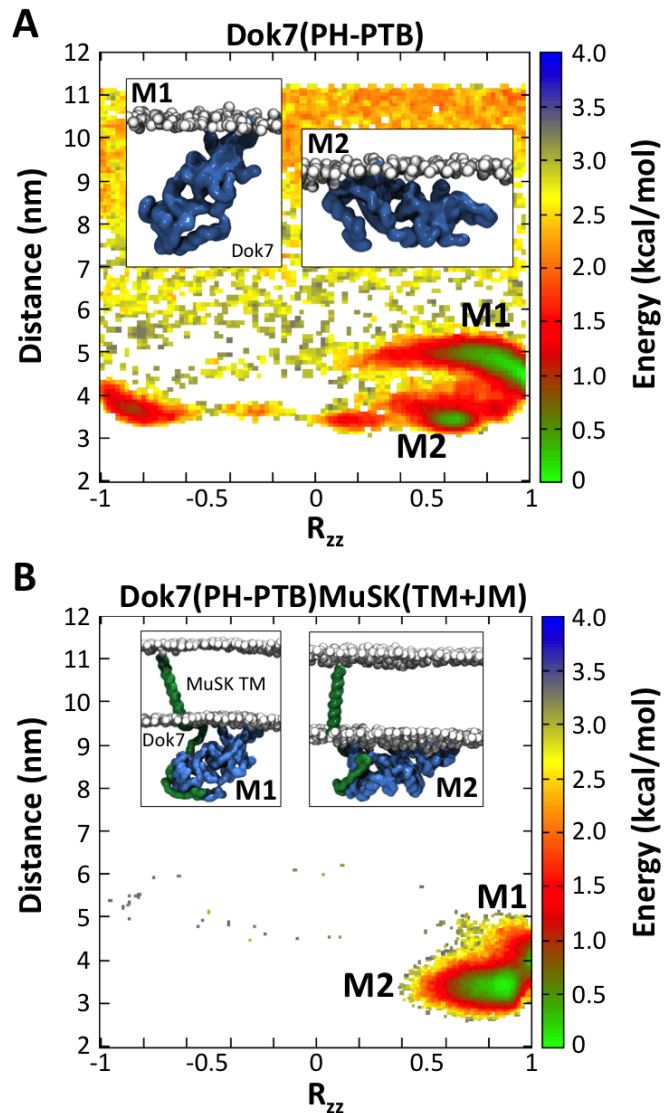 A
Dok7(PH-PTB)
12
11
10
9
8
7
6
5
4
3
2
Distance (nm)
-1
-0.5
0
0.5
1
R_zz
M1
Dok7
M2
M1
M2
4.0
3.5
3.0
2.5
2.0
1.5
1.0
0.5
0
Energy (kcal/mol)
B
Dok7(PH-PTB)MuSK(TM+JM)
12
11
10
9
8
7
6
5
4
3
2
Distance (nm)
-1
-0.5
0
0.5
1
R_zz
MuSK TM
Dok7
M1
M2
M1
M2
4.0
3.5
3.0
2.5
2.0
1.5
1.0
0.5
0
Energy (kcal/mol)